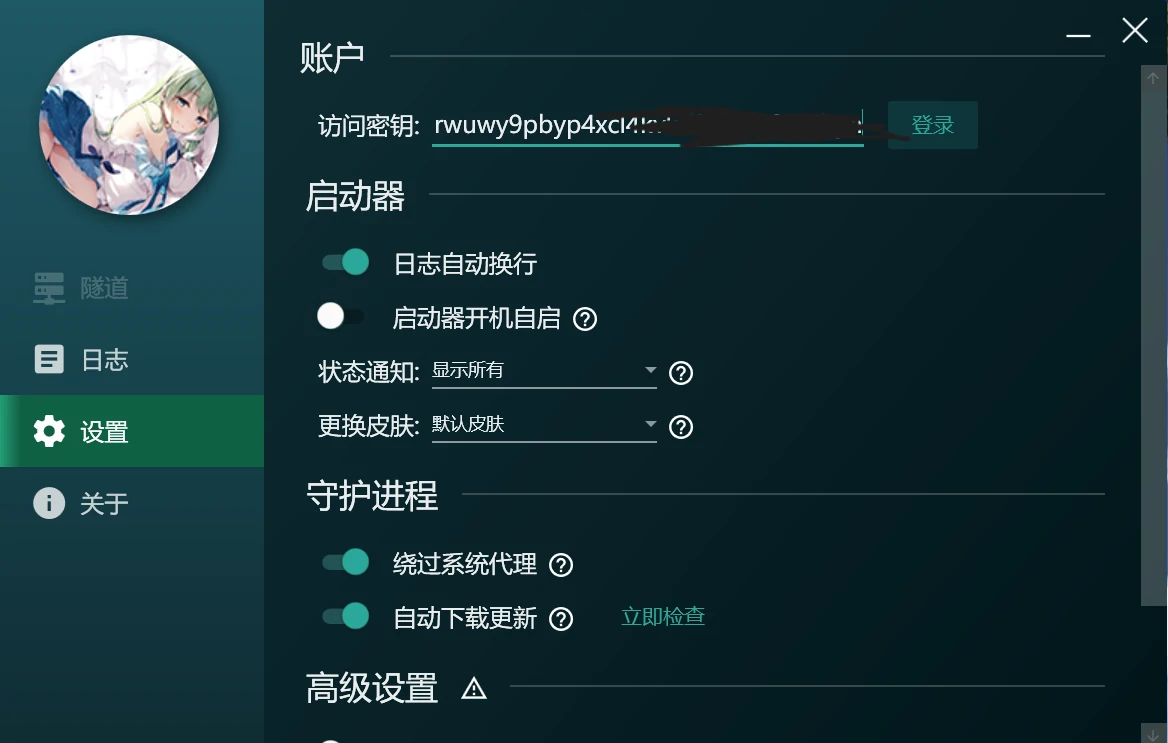 账户
访问密钥: rwuwy9pbyp4xcl4k
登录
启动器
日志自动换行
启动器开机自启
状态通知: 显示所有
更换皮肤: 默认皮肤
守护进程
绕过系统代理
自动下载更新 立即检查
高级设置
隧道
日志
设置
关于